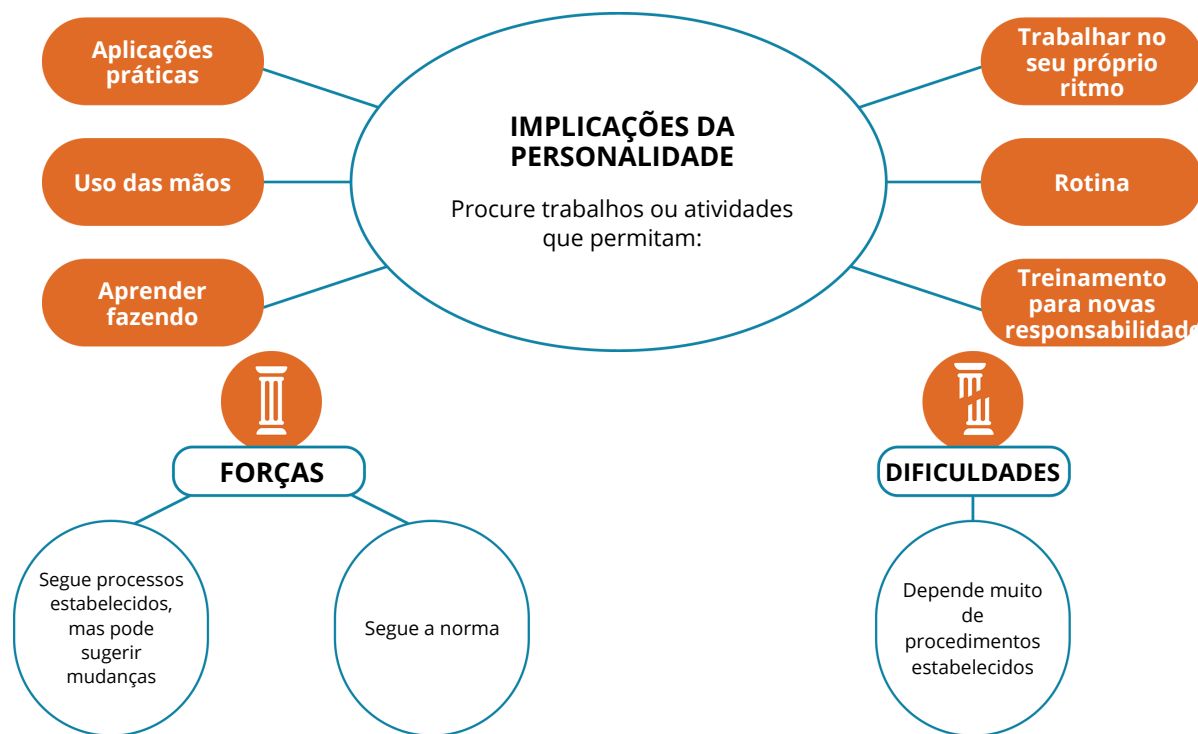 Aplicações
práticas
Uso das mãos
Aprender
fazendo
IMPLICAÇÕES DA
PERSONALIDADE
Procure trabalhos ou atividades
que permitam:
Trabalhar no
seu próprio
ritmo
Rotina
Treinamento
para novas
responsabilidade
FORÇAS
Segue processos
estabelecidos,
mas pode
sugerir
mudanças
Segue a norma
DIFICULDADES
Depende muito
de
procedimentos
estabelecidos